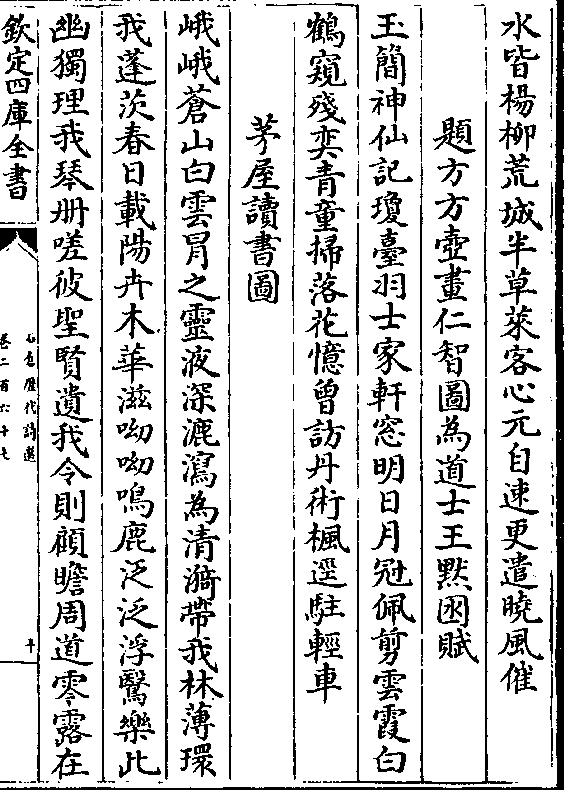 水皆楊柳荒城半草萊客心元自速更遣曉風催
題方方壺畫仁智圖為道士王默囦賦
玉簡神仙記瓊臺羽士家軒窓明日月冠佩剪雲霞白
鶴窺殘奕青童掃落花憶曾訪丹術楓逕駐輕車
茅屋讀書圖
峨峨蒼山白雲冐之靈液深漉瀉為清漪帶我林薄環
我蓬茨春日載陽卉木華滋呦呦鳴鹿泛泛浮鷖樂此
幽獨理我琴册嗟彼聖賢遺我令則顧瞻周道零露在
欽定四庫全書
石倉歴代詩選
卷二百六十七
十